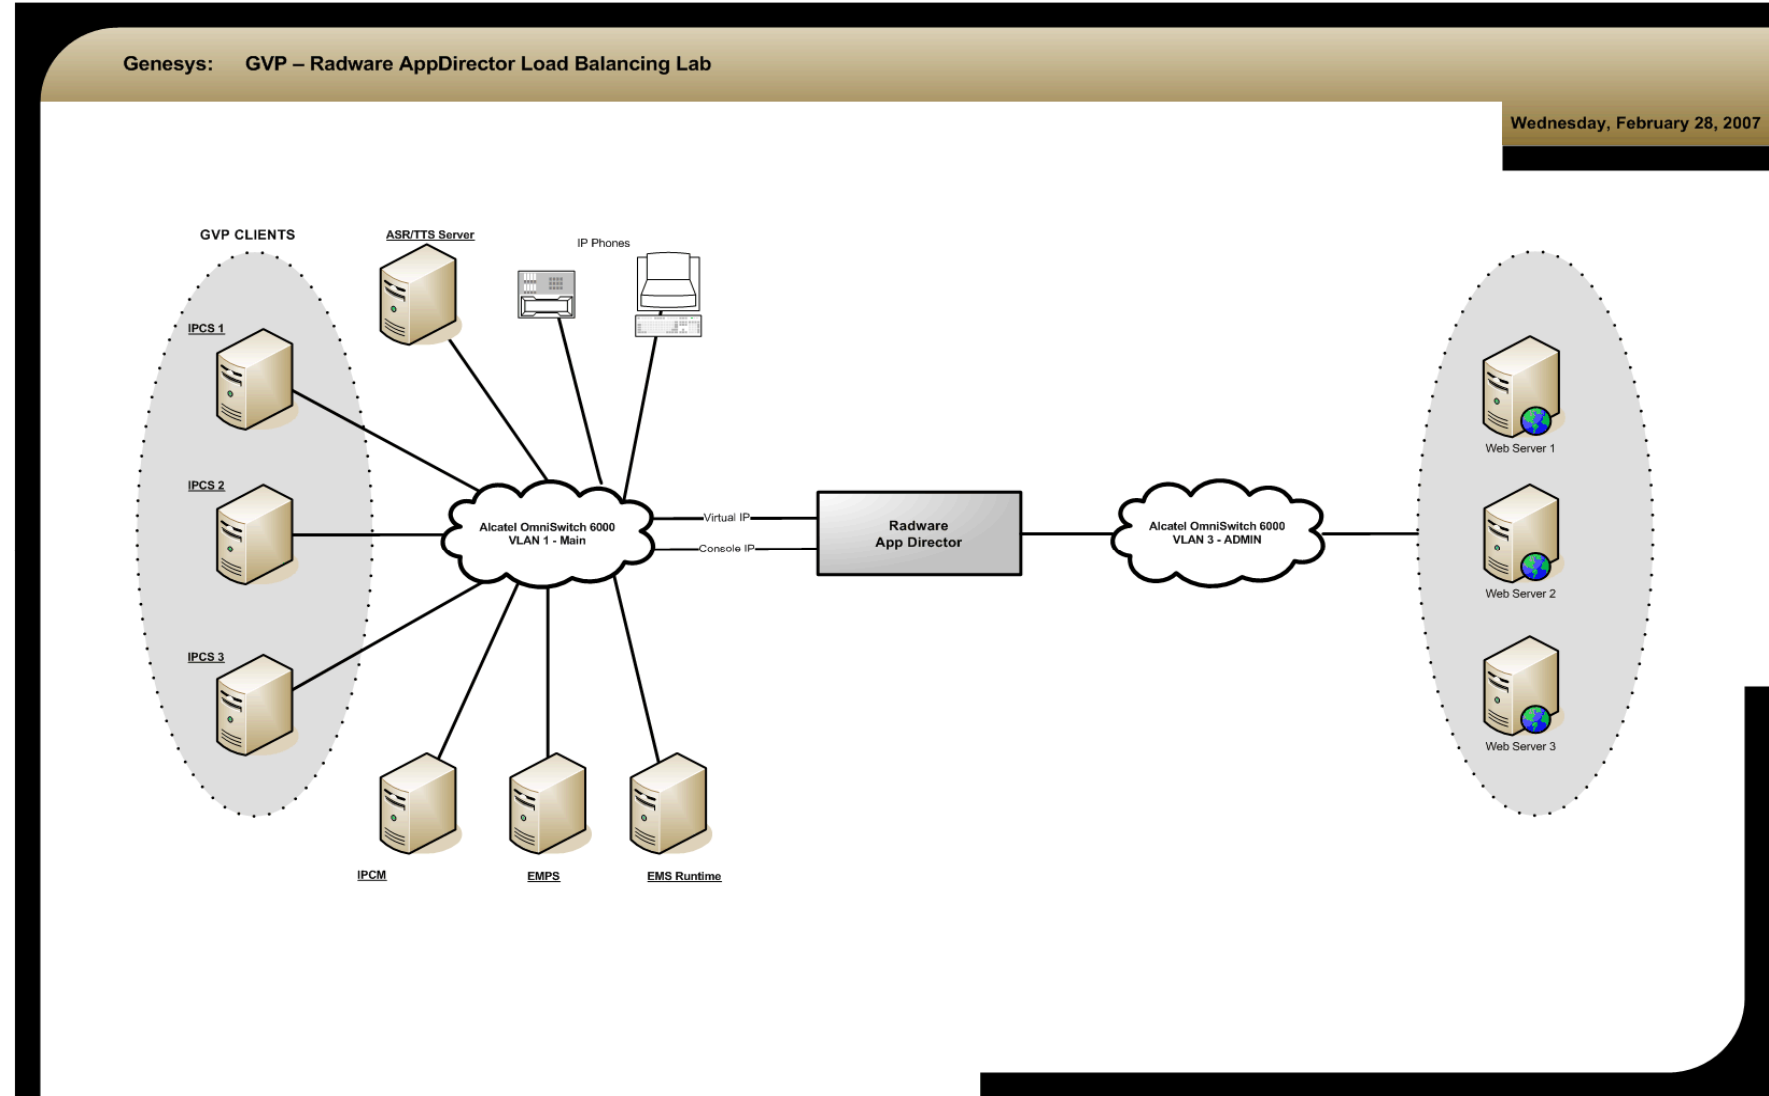 Genesys: GVP – Radware AppDirector Load Balancing Lab
Wednesday, February 28, 2007
GVP CLIENTS
ASR/TTS Server
IP Phones
IPCS 1
IPCS 2
IPCS 3
Alcatel OmniSwitch 6000
VLAN 1 - Main
Virtual IP
Console IP
Radware
App Director
Alcatel OmniSwitch 6000
VLAN 3 - ADMIN
Web Server 1
Web Server 2
Web Server 3
IPCM
EMPS
EMS Runtime